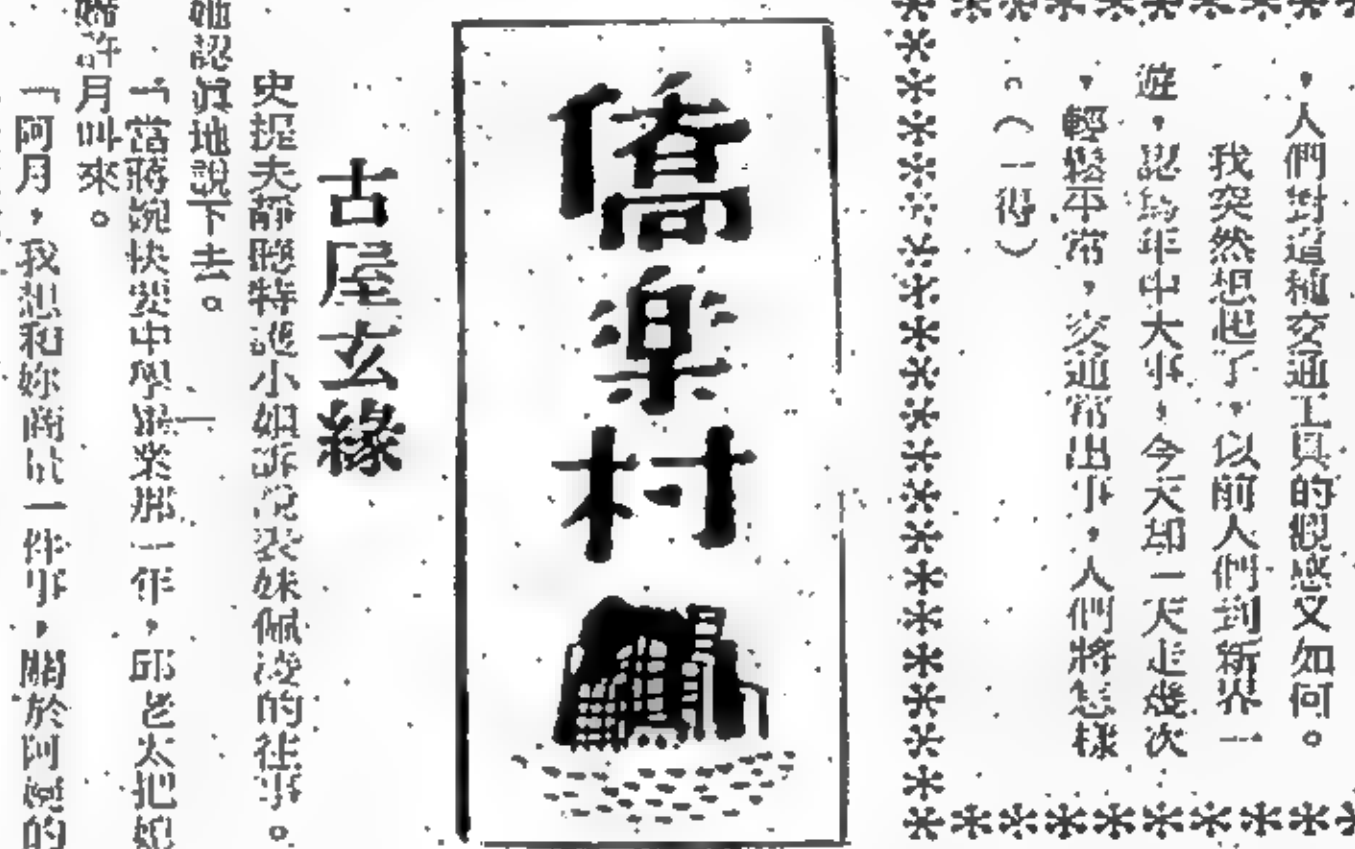 ，人們對這種交通工具的觀感又如何。
我突然想起了，以前人們到新界一
遊，認為年中大事，今天却一天走幾次
，輕鬆平常，交通常出事，人們將怎樣
。（一得）
僑楽村
古屋玄緣
史提夫靜聽特護小姐訴說表妹佩凌的往事。
她認真地說下去。
「當蔣婉快要中學畢業那一年，邱老太把媳
婦許月叫來。
「阿月，我想和妳商量一件事，關於阿婉的